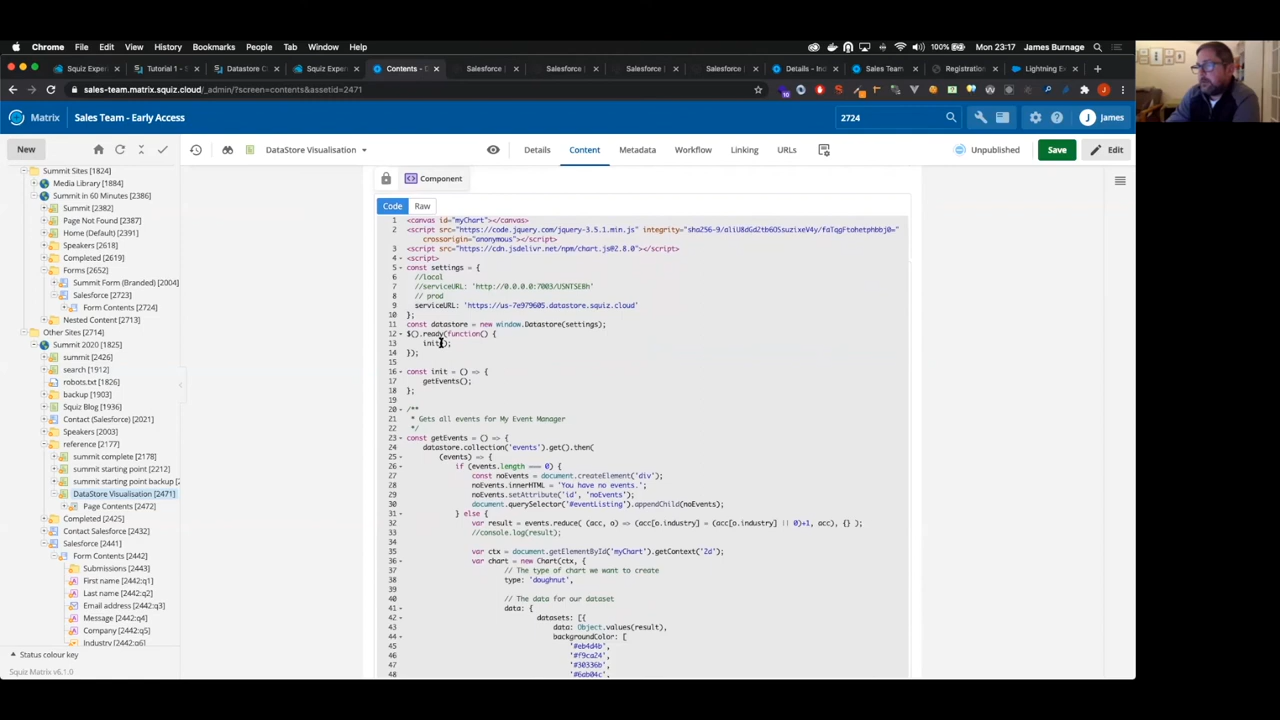 Chrome File Edit View History Bookmarks People Tab Window Help 100% Mon 23:17 James Burnage
Squiz Exper Tutorial 1 - S Datastore C Squiz Exper Contents - D Salesforce Salesforce Salesforce Salesforce Details - Ind Sales Team Registration Lightning Ex
sales-team.matrix.squiz.cloud/_admin/?screen=contents&assetid=2471
Matrix Sales Team - Early Access 2724 James
New DataStore Visualisation Details Content Metadata Workflow Linking URLs Unpublished Save Edit
Summit Sites [1824]
Media Library [1884]
Summit in 60 Minutes [2386]
Summit [2382]
Page Not Found [2387]
Home (Default) [2391]
Speakers [2618]
Completed [2619]
Forms [2652]
Summit Form (Branded) [2004]
Salesforce [2723]
Form Contents [2724]
Nested Content [2713]
Other Sites [2714]
Summit 2020 [1825]
summit [2426]
search [1912]
robots.txt [1826]
backup [1903]
Squiz Blog [1936]
Contact (Salesforce) [2021]
Speakers [2003]
reference [2177]
summit complete [2178]
summit starting point [2212]
summit starting point backup [2
DataStore Visualisation [2471]
Page Contents [2472]
Completed [2425]
Contact Salesforce [2432]
Salesforce [2441]
Form Contents [2442]
Submissions [2443]
First name [2442:q1]
Last name [2442:q2]
Email address [2442:q3]
Message [2442:q4]
Company [2442:q5]
Industry [2442:q6]
Status colour key
Squiz Matrix v6.1.0
Component
Code Raw
1 <canvas id="myChart"></canvas>
2 <script src="https://code.jquery.com/jquery-3.5.1.min.js"
crossorigin="anonymous"></script>
3 <script src="https://cdn.jsdelivr.net/npm/chart.js@2.8.0"></script>
4 <script>
5 const settings = {
6 //local
7 //serviceURL: 'http://0.0.0.0:7003/USNTSEBh'
8 // prod
9 serviceURL: 'https://us-7e979605.datastore.squiz.cloud'
10 };
11 const datastore = new window.Datastore(settings);
12 $().ready(function() {
13 init();
14 });
15
16 const init = () => {
17 getEvents();
18 };
19
20 /**
21 * Gets all events for My Event Manager
22 */
23 const getEvents = () => {
24 datastore.collection('events').get().then(
25 (events) => {
26 if (events.length === 0) {
27 const noEvents = document.createElement('div');
28 noEvents.innerHTML = 'You have no events.';
29 noEvents.setAttribute('id', 'noEvents');
30 document.querySelector('#eventListing').appendChild(noEvents);
31 } else {
32 var result = events.reduce( (acc, o) => (acc[o.industry] = (acc[o.industry] || 0)+1, acc), {} );
33 //console.log(result);
34
35 var ctx = document.getElementById('myChart').getContext('2d');
36 var chart = new Chart(ctx, {
37 // The type of chart we want to create
38 type: 'doughnut',
39
40 // The data for our dataset
41 data: {
42 datasets: [{
43 data: Object.values(result),
44 backgroundColor: [
45 '#eb4d4b',
46 '#f9ca24',
47 '#30336b',
48 '#6ab04c',